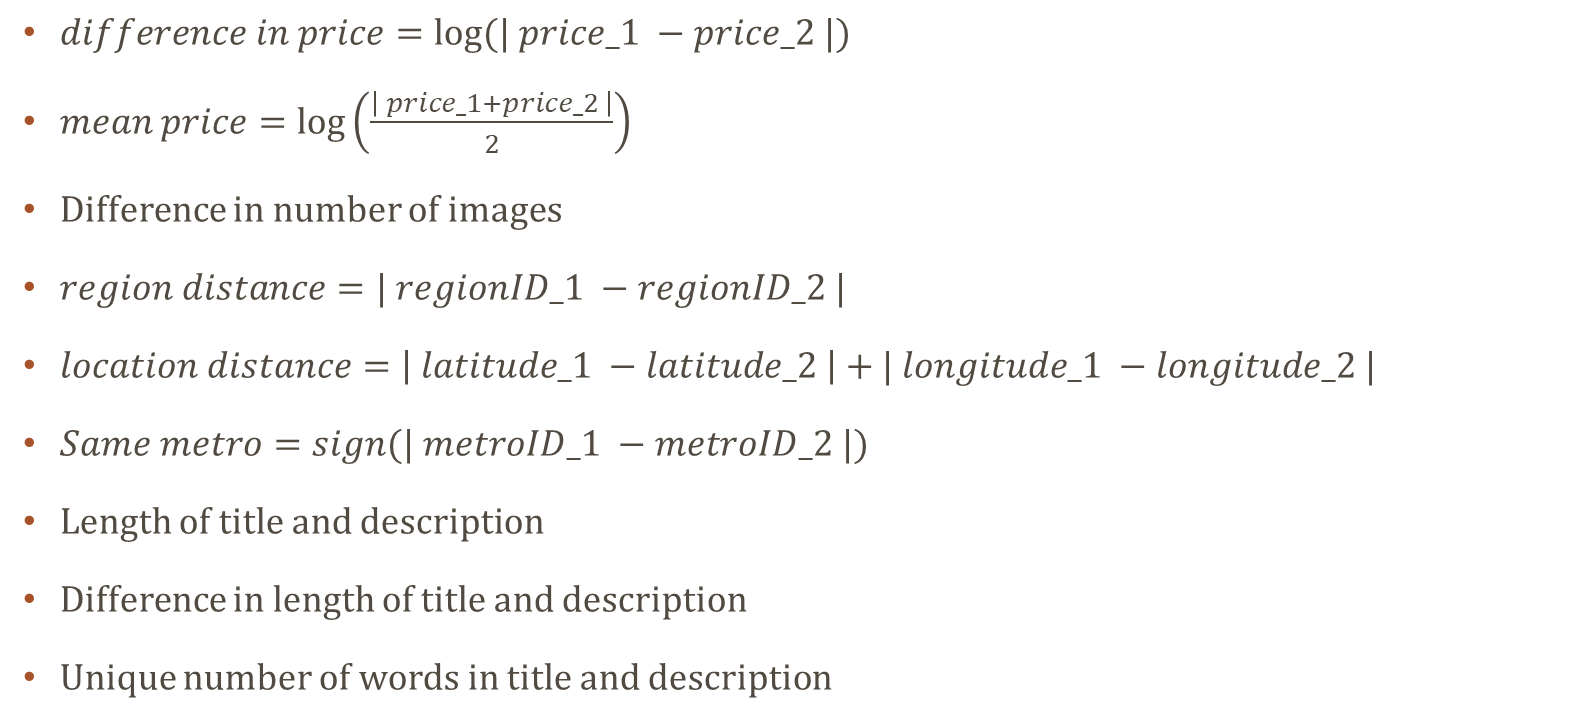 • difference in price = log(| price_1 − price_2 |)
• mean price = log(| price_1+price_2 | / 2)
• Difference in number of images
• region distance = | regionID_1 − regionID_2 |
• location distance = | latitude_1 − latitude_2 | + | longitude_1 − longitude_2 |
• Same metro = sign(| metroID_1 − metroID_2 |)
• Length of title and description
• Difference in length of title and description
• Unique number of words in title and description